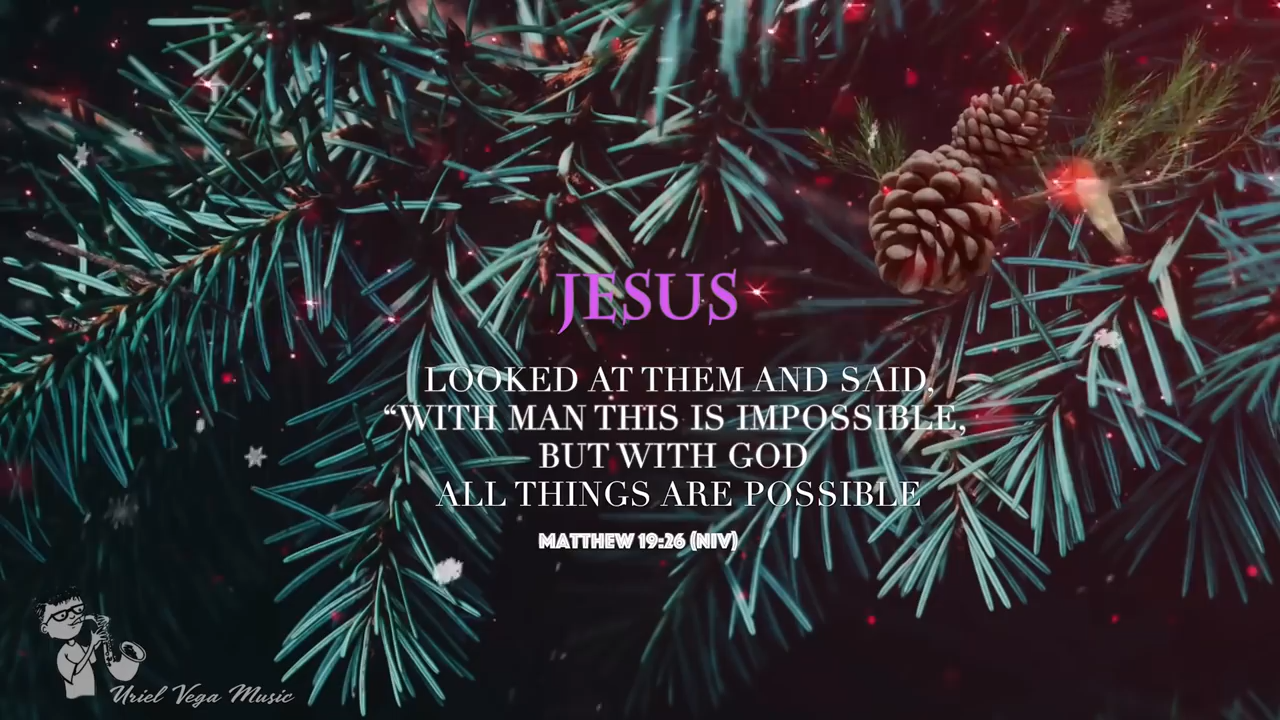 JESUS
LOOKED AT THEM AND SAID,
“WITH MAN THIS IS IMPOSSIBLE,
BUT WITH GOD
ALL THINGS ARE POSSIBLE
MATTHEW 19:26 (NIV)
Uriel Vega Music